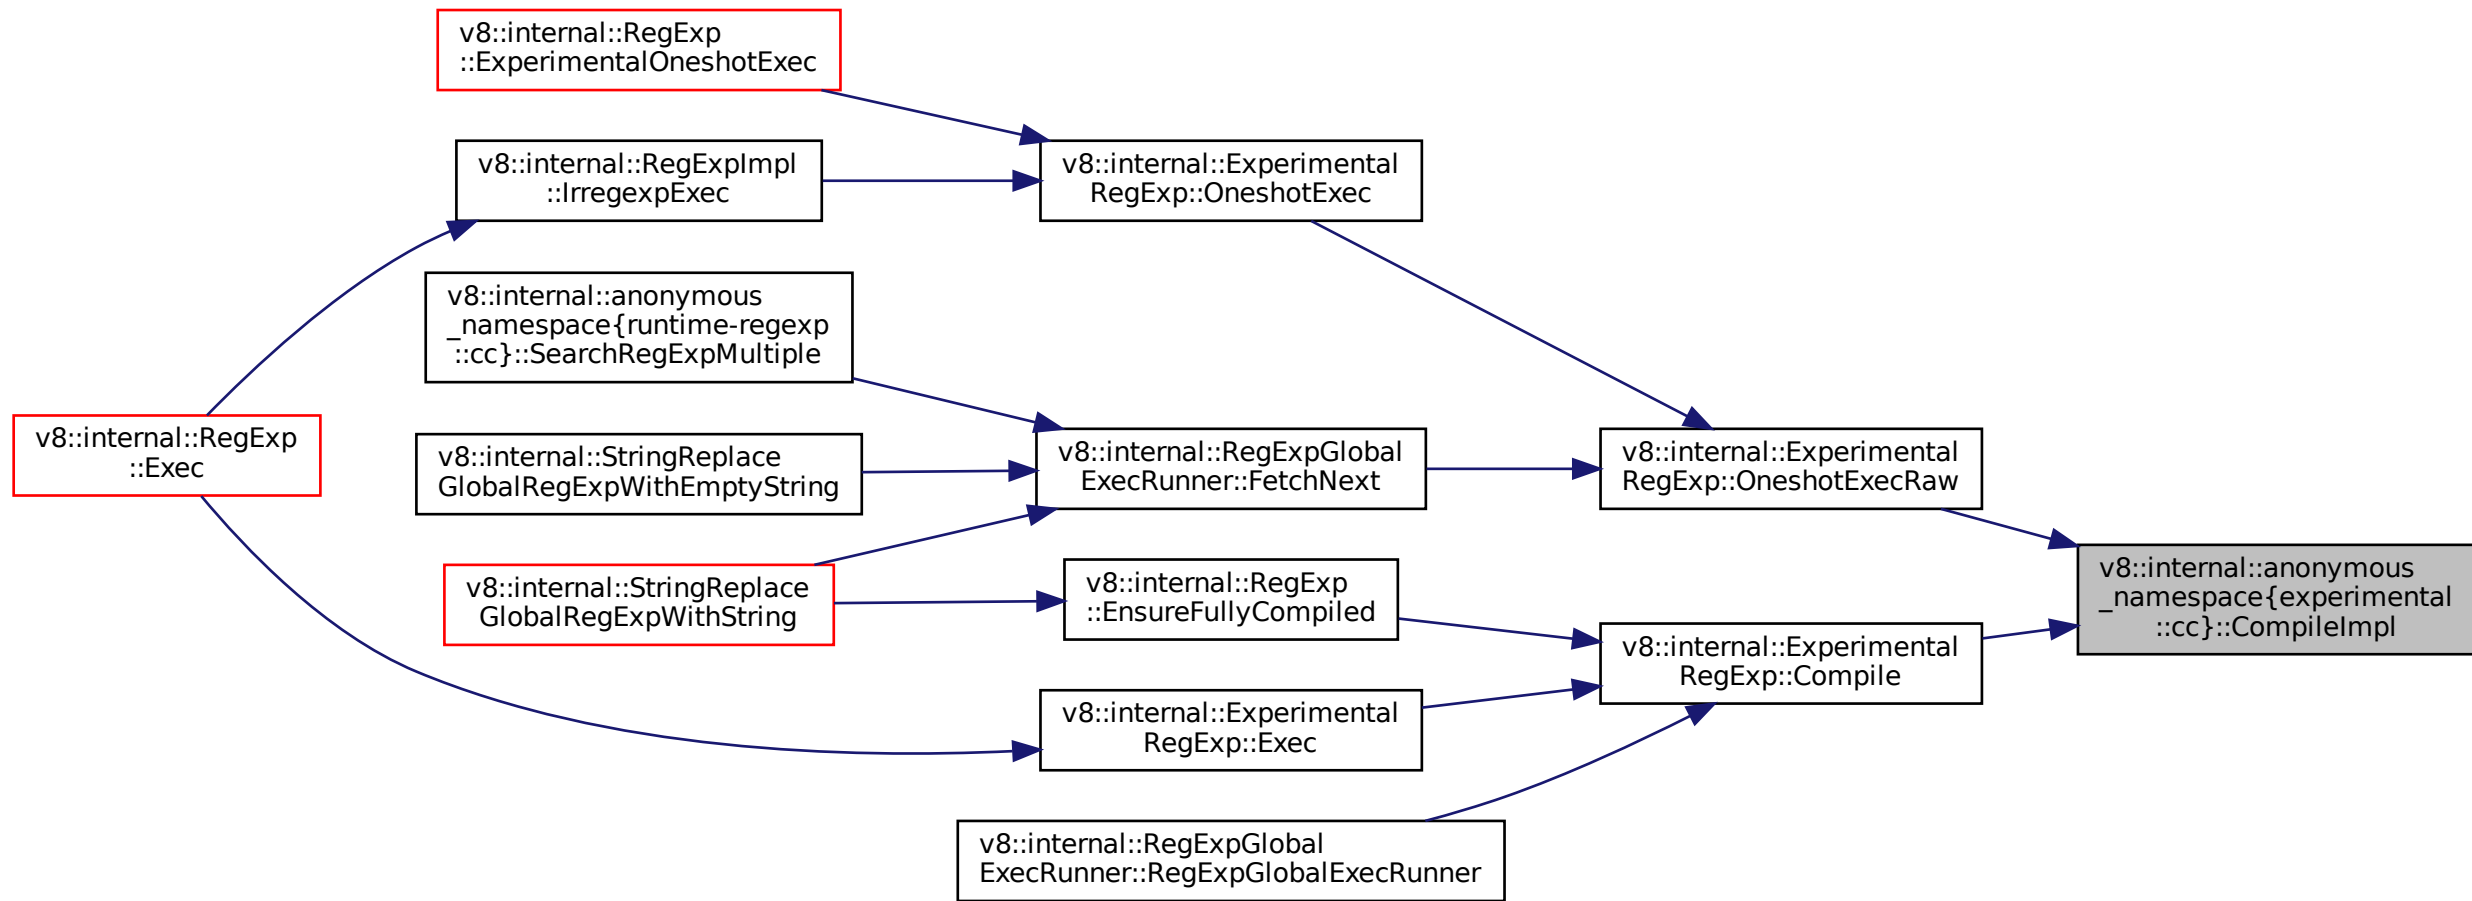 v8::internal::RegExp
::ExperimentalOneshotExec
v8::internal::RegExpImpl
::IrregexpExec
v8::internal::Experimental
RegExp::OneshotExec
v8::internal::anonymous
_namespace{runtime-regexp
::cc}::SearchRegExpMultiple
v8::internal::RegExp
::Exec
v8::internal::StringReplace
GlobalRegExpWithEmptyString
v8::internal::RegExpGlobal
ExecRunner::FetchNext
v8::internal::Experimental
RegExp::OneshotExecRaw
v8::internal::StringReplace
GlobalRegExpWithString
v8::internal::RegExp
::EnsureFullyCompiled
v8::internal::anonymous
_namespace{experimental
::cc}::CompileImpl
v8::internal::Experimental
RegExp::Compile
v8::internal::Experimental
RegExp::Exec
v8::internal::RegExpGlobal
ExecRunner::RegExpGlobalExecRunner